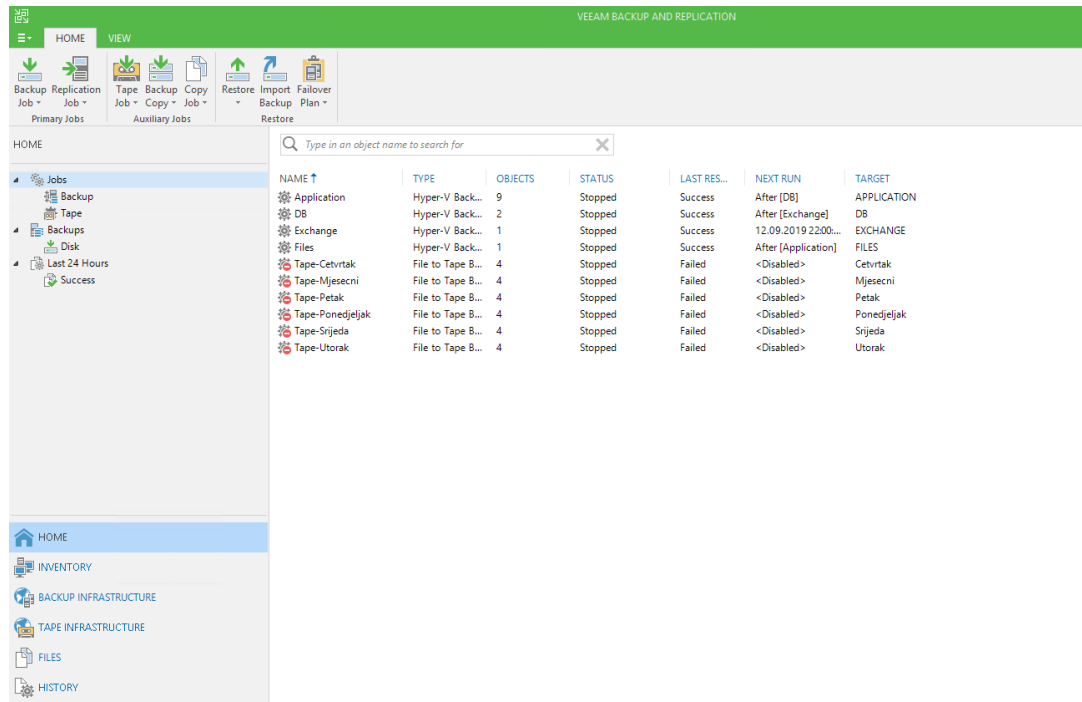 VEEAM BACKUP AND REPLICATION
HOME VIEW
Backup Job Replication Job Tape Job Backup Copy Copy Job Restore Import Backup Failover Plan
Primary Jobs Auxiliary Jobs Restore
HOME
Type in an object name to search for
Jobs
Backup
Tape
Backups
Disk
Last 24 Hours
Success
NAME TYPE OBJECTS STATUS LAST RES... NEXT RUN TARGET
Application Hyper-V Back... 9 Stopped Success After [DB] APPLICATION
DB Hyper-V Back... 2 Stopped Success After [Exchange] DB
Exchange Hyper-V Back... 1 Stopped Success 12.09.2019 22:00:... EXCHANGE
Files Hyper-V Back... 1 Stopped Success After [Application] FILES
Tape-Cetvrtak File to Tape B... 4 Stopped Failed <Disabled> Cetvrtak
Tape-Mjesecni File to Tape B... 4 Stopped Failed <Disabled> Mjesecni
Tape-Petak File to Tape B... 4 Stopped Failed <Disabled> Petak
Tape-Ponedjeljak File to Tape B... 4 Stopped Failed <Disabled> Ponedjeljak
Tape-Srijeda File to Tape B... 4 Stopped Failed <Disabled> Srijeda
Tape-Utorak File to Tape B... 4 Stopped Failed <Disabled> Utorak
HOME
INVENTORY
BACKUP INFRASTRUCTURE
TAPE INFRASTRUCTURE
FILES
HISTORY